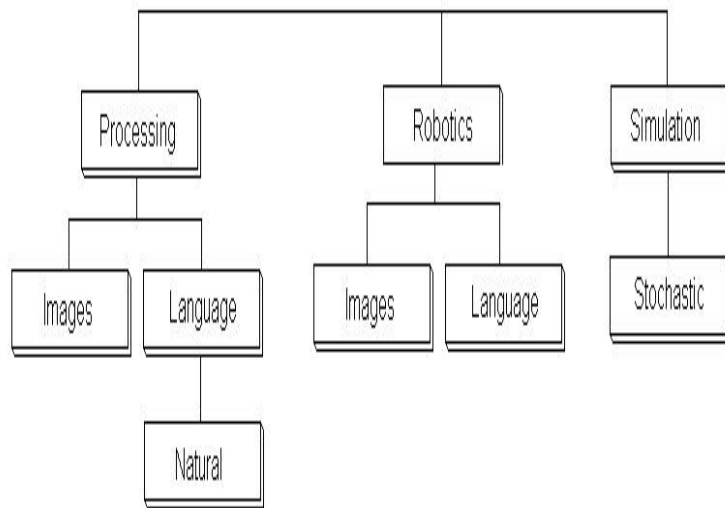 Processing
Robotics
Simulation
Images
Language
Images
Language
Stochastic
Natural